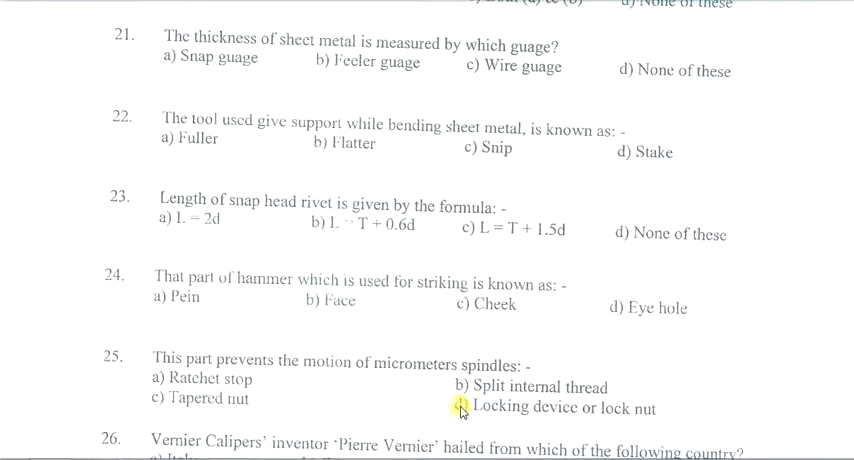 d) None of these
21. The thickness of sheet metal is measured by which guage?
a) Snap guage b) Feeler guage c) Wire guage d) None of these
22. The tool used give support while bending sheet metal, is known as: -
a) Fuller b) Flatter c) Snip d) Stake
23. Length of snap head rivet is given by the formula: -
a) L = 2d b) L = T + 0.6d c) L = T + 1.5d d) None of these
24. That part of hammer which is used for striking is known as: -
a) Pein b) Face c) Cheek d) Eye hole
25. This part prevents the motion of micrometers spindles: -
a) Ratchet stop b) Split internal thread
c) Tapered nut d) Locking device or lock nut
26. Vernier Calipers' inventor 'Pierre Vernier' hailed from which of the following country?